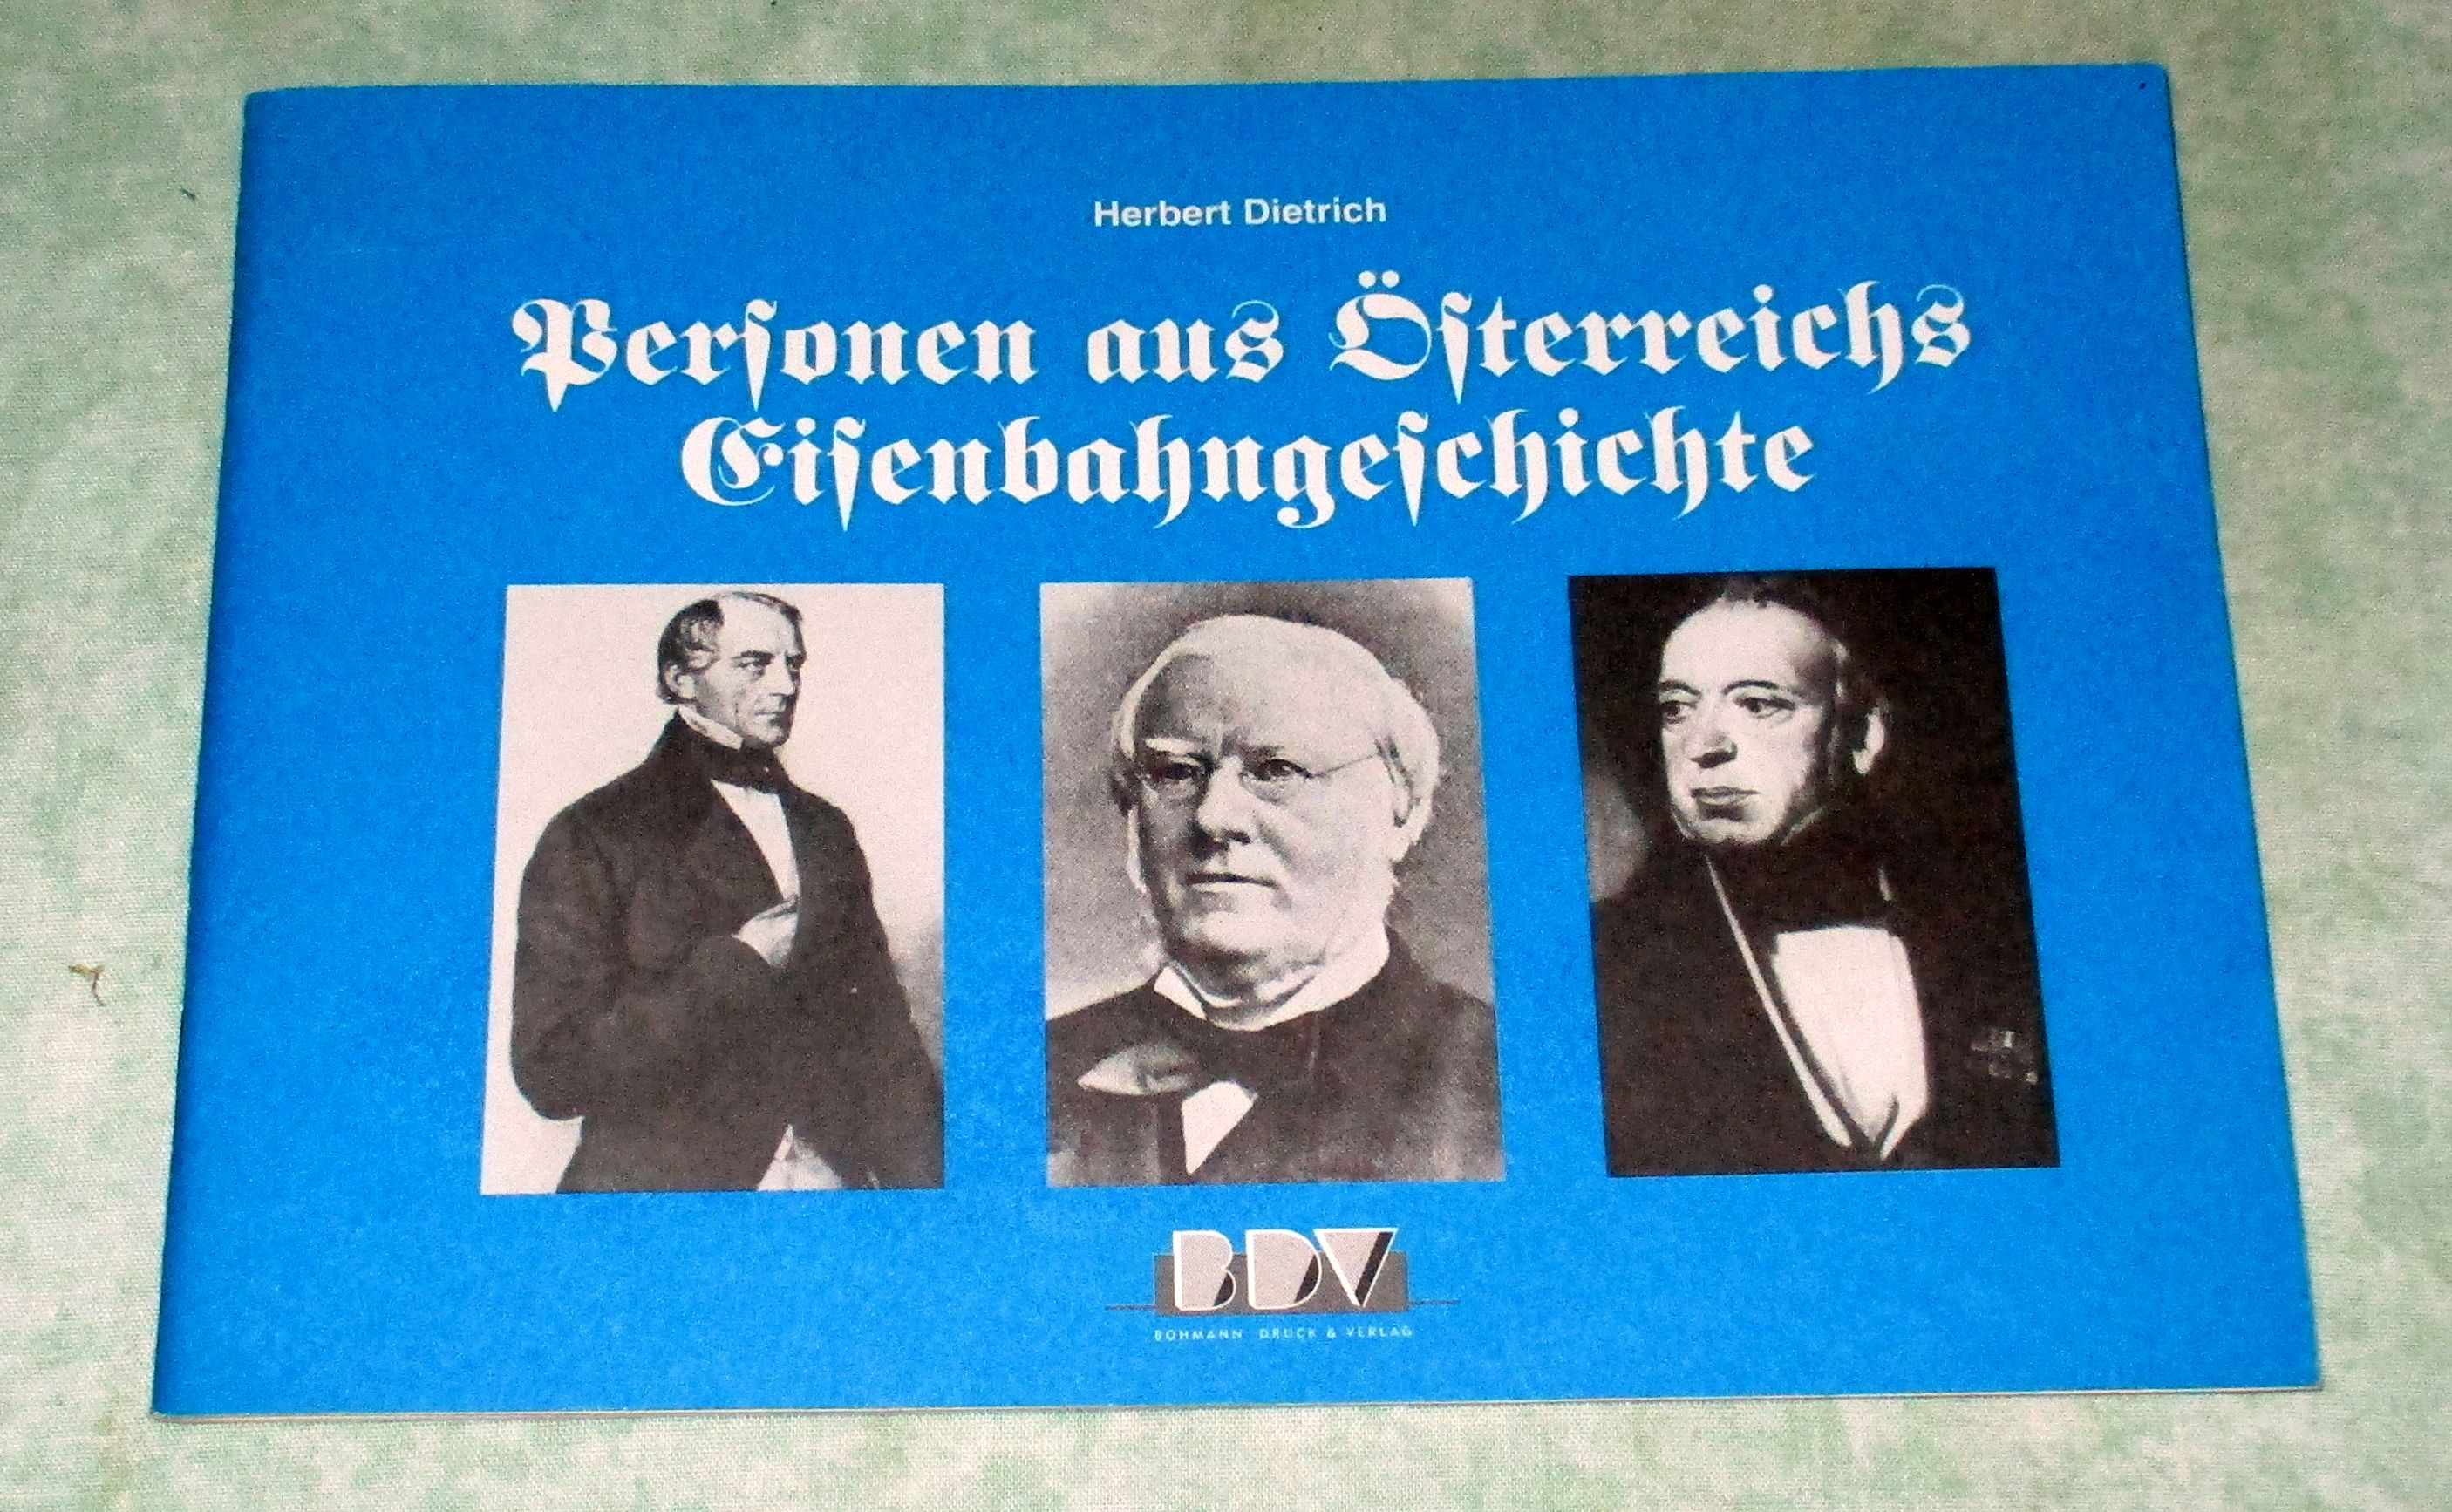 Herbert Dietrich
Perſonen aus Öſterreichs
Eiſenbahngeſchichte
BDV
BOHMANN DRUCK & VERLAG